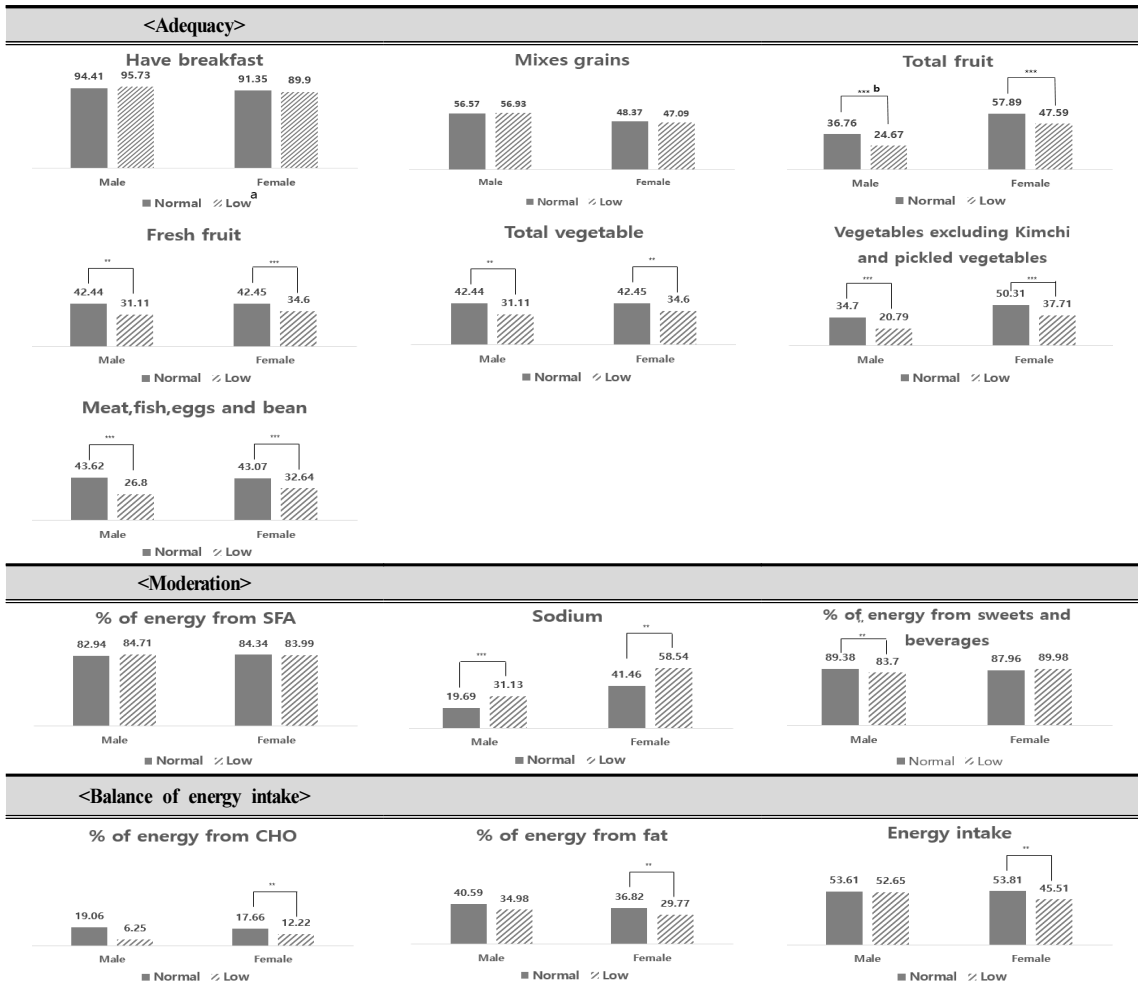 <Adequacy>
Have breakfast
94.41 95.73 91.35 89.9
Male Female
Normal Low a
Mixes grains
56.57 56.93 48.37 47.09
Male Female
Normal Low
Total fruit
*** b ***
36.76 24.67 57.89 47.59
Male Female
Normal Low
Fresh fruit
** ***
42.44 31.11 42.45 34.6
Male Female
Normal Low
Total vegetable
** **
42.44 31.11 42.45 34.6
Male Female
Normal Low
Vegetables excluding Kimchi
and pickled vegetables
*** ***
34.7 20.79 50.31 37.71
Male Female
Normal Low
Meat,fish,eggs and bean
*** ***
43.62 26.8 43.07 32.64
Male Female
Normal Low
<Moderation>
% of energy from SFA
82.94 84.71 84.34 83.99
Male Female
Normal Low
Sodium
*** **
19.69 31.13 41.46 58.54
Male Female
Normal Low
% of energy from sweets and
beverages
**
**
89.38 83.7 87.96 89.98
Male Female
Normal Low
<Balance of energy intake>
% of energy from CHO
**
19.06 6.25 17.66 12.22
Male Female
Normal Low
% of energy from fat
**
40.59 34.98 36.82 29.77
Male Female
Normal Low
Energy intake
**
53.61 52.65 53.81 45.51
Male Female
Normal Low